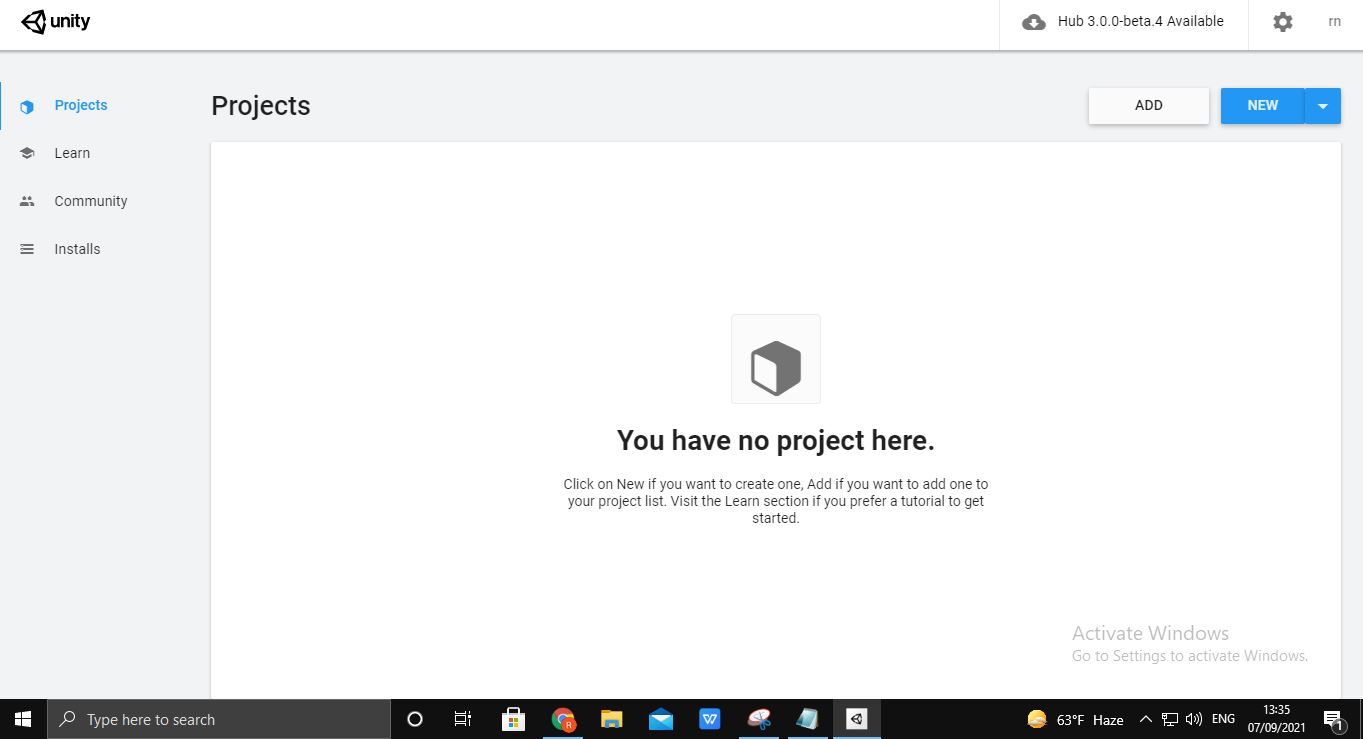 unity
Hub 3.0.0-beta.4 Available
rn
Projects
Learn
Community
Installs
Projects
ADD
NEW
You have no project here.
Click on New if you want to create one, Add if you want to add one to
your project list. Visit the Learn section if you prefer a tutorial to get
started.
Activate Windows
Go to Settings to activate Windows.
Type here to search
R
W
63°F Haze
ENG
13:35
07/09/2021
1